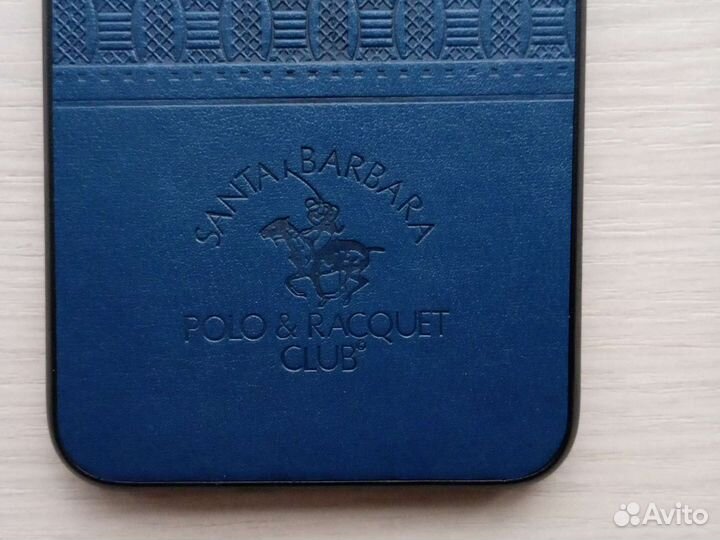 SANTA BARBARA
POLO & RACQUET
CLUB®
Avito